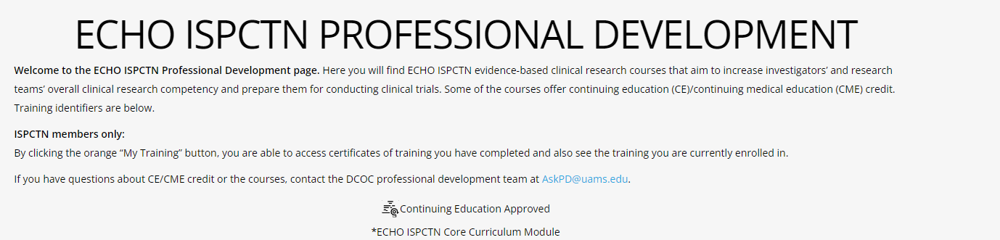 ECHO ISPCTN PROFESSIONAL DEVELOPMENT
Welcome to the ECHO ISPCTN Professional Development page. Here you will find ECHO ISPCTN evidence-based clinical research courses that aim to increase investigators’ and research
teams’ overall clinical research competency and prepare them for conducting clinical trials. Some of the courses offer continuing education (CE)/continuing medical education (CME) credit.
Training identifiers are below.
ISPCTN members only:
By clicking the orange “My Training” button, you are able to access certificates of training you have completed and also see the training you are currently enrolled in.
If you have questions about CE/CME credit or the courses, contact the DCOC professional development team at AskPD@uams.edu.
Continuing Education Approved
*ECHO ISPCTN Core Curriculum Module